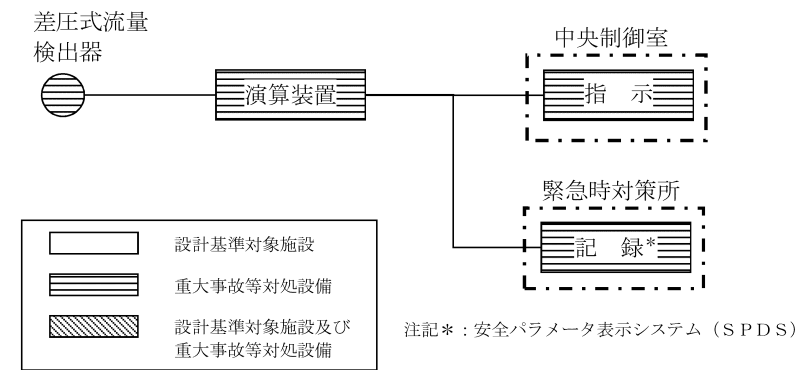 差圧式流量
検出器
演算装置
中央制御室
指　示
緊急時対策所
記　録*
設計基準対象施設
重大事故等対処設備
設計基準対象施設及び
重大事故等対処設備
注記＊：安全パラメータ表示システム（ＳＰＤＳ）